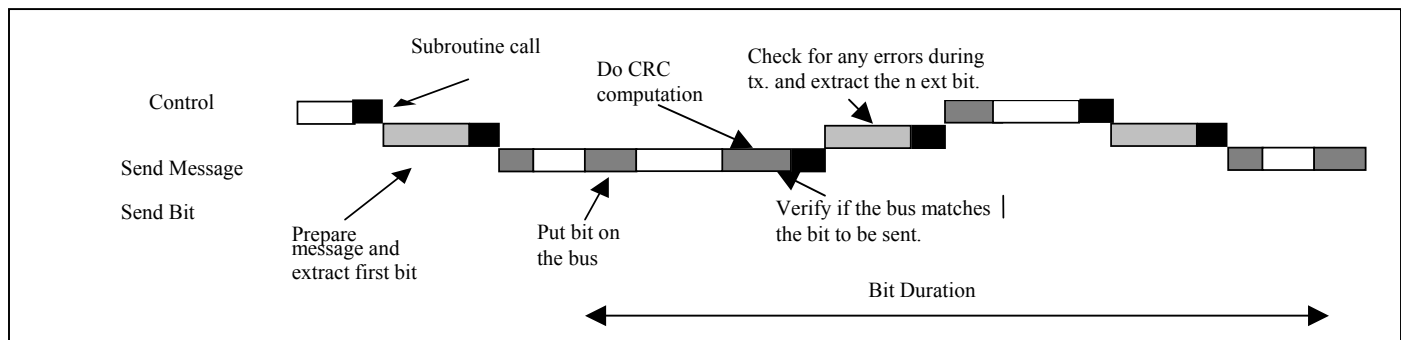 Subroutine call
Check for any errors during
tx. and extract the n ext bit.
Do CRC
computation
Control
Send Message
Send Bit
Prepare
message and
extract first bit
Put bit on
the bus
Verify if the bus matches
the bit to be sent.
Bit Duration